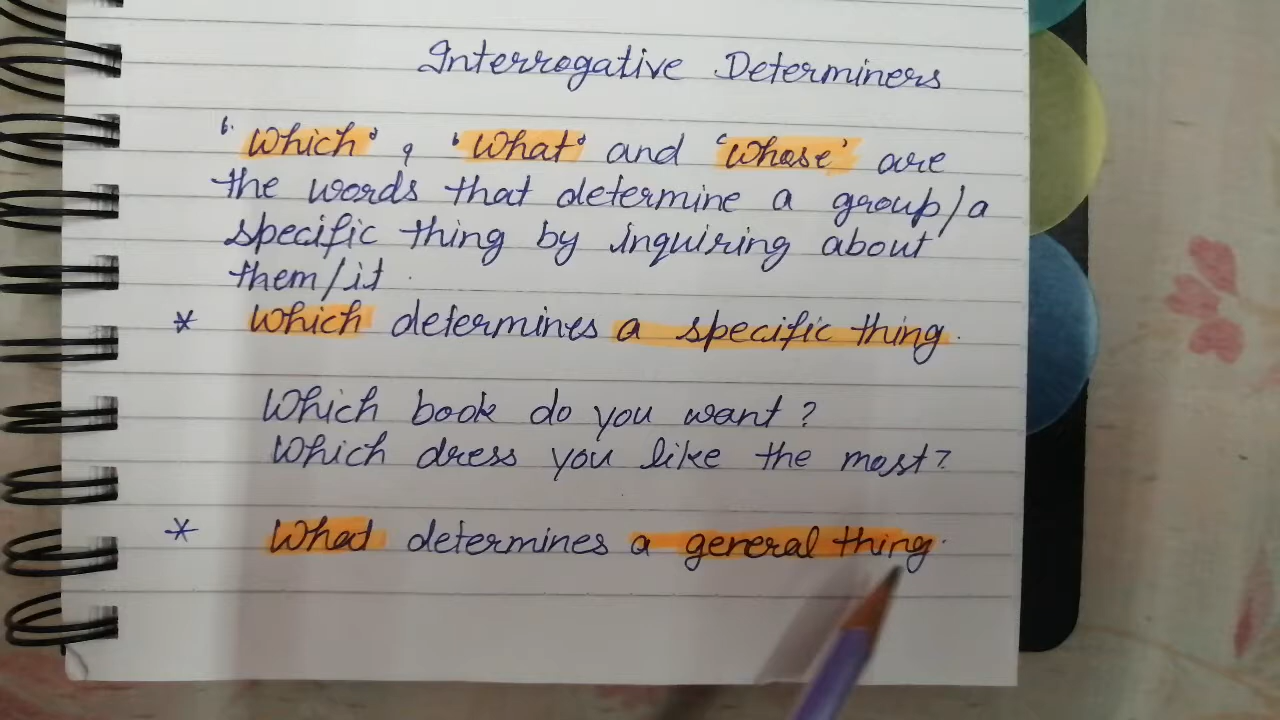 Interrogative Determiners
'Which', 'What' and 'Whose' are
the words that determine a group/a
specific thing by inquiring about
them/it.
* Which determines a specific thing.
Which book do you want?
Which dress you like the most?
* What determines a general thing.